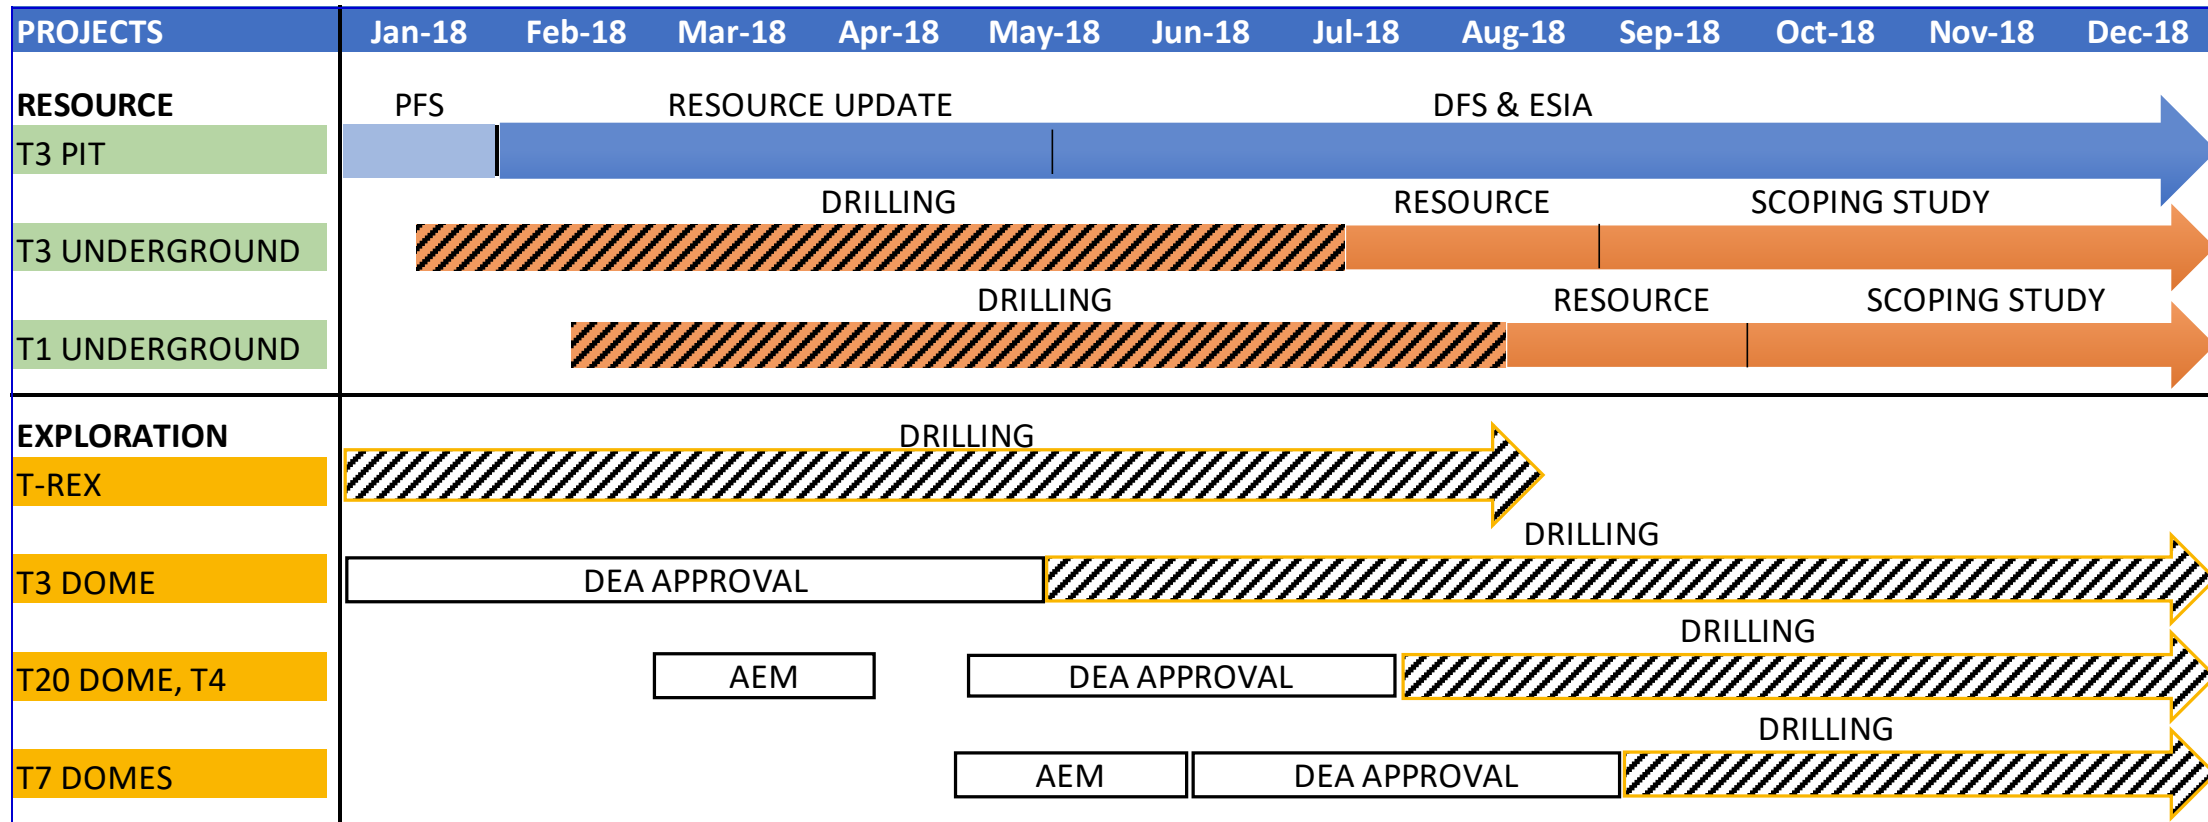 PROJECTS Jan-18 Feb-18 Mar-18 Apr-18 May-18 Jun-18 Jul-18 Aug-18 Sep-18 Oct-18 Nov-18 Dec-18
RESOURCE PFS RESOURCE UPDATE DFS & ESIA
T3 PIT
DRILLING RESOURCE SCOPING STUDY
T3 UNDERGROUND
DRILLING RESOURCE SCOPING STUDY
T1 UNDERGROUND
EXPLORATION DRILLING
T-REX
DRILLING
T3 DOME DEA APPROVAL
DRILLING
T20 DOME, T4 AEM DEA APPROVAL
DRILLING
T7 DOMES AEM DEA APPROVAL